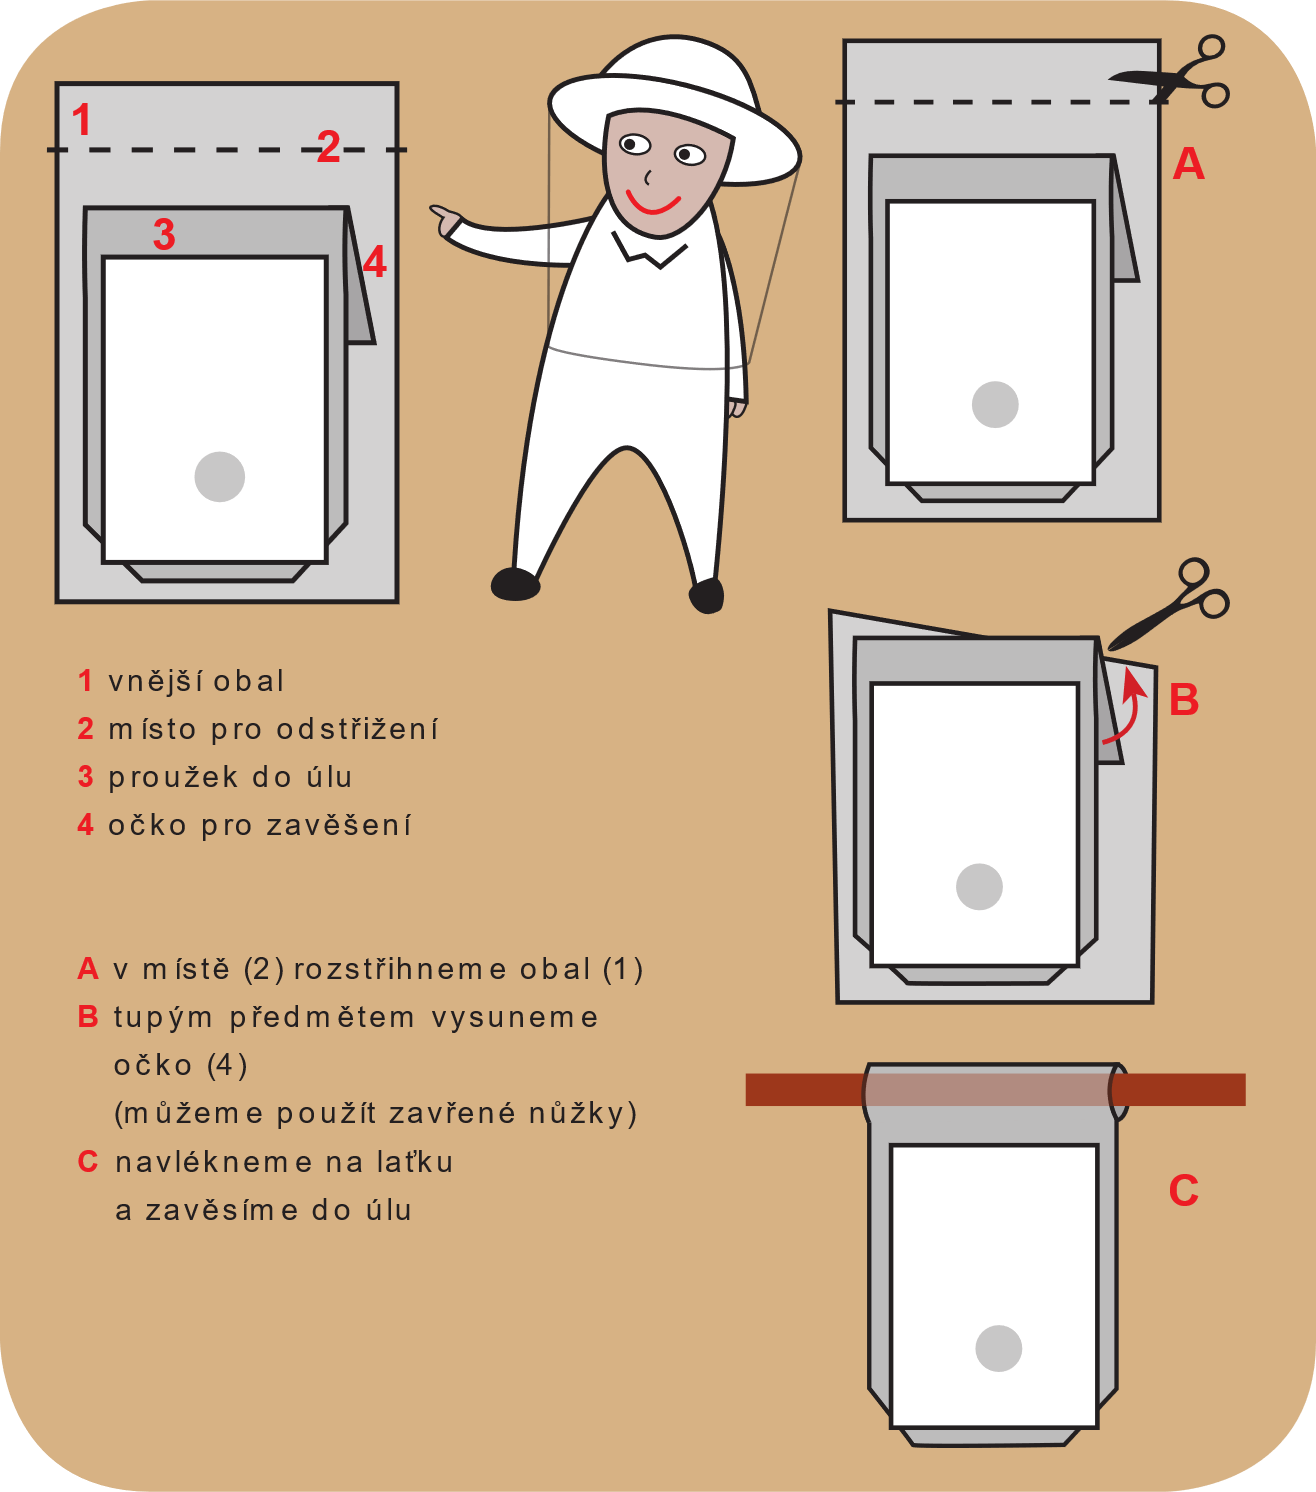 1
2
3
4
A
1 vnější obal
2 místo pro odstřižení
3 proužek do úlu
4 očko pro zavěšení
B
A v místě (2) rozstřihneme obal (1)
B tupým předmětem vysuneme
očko (4)
(můžeme použít zavřené nůžky)
C navlékneme na laťku
a zavěsíme do úlu
C